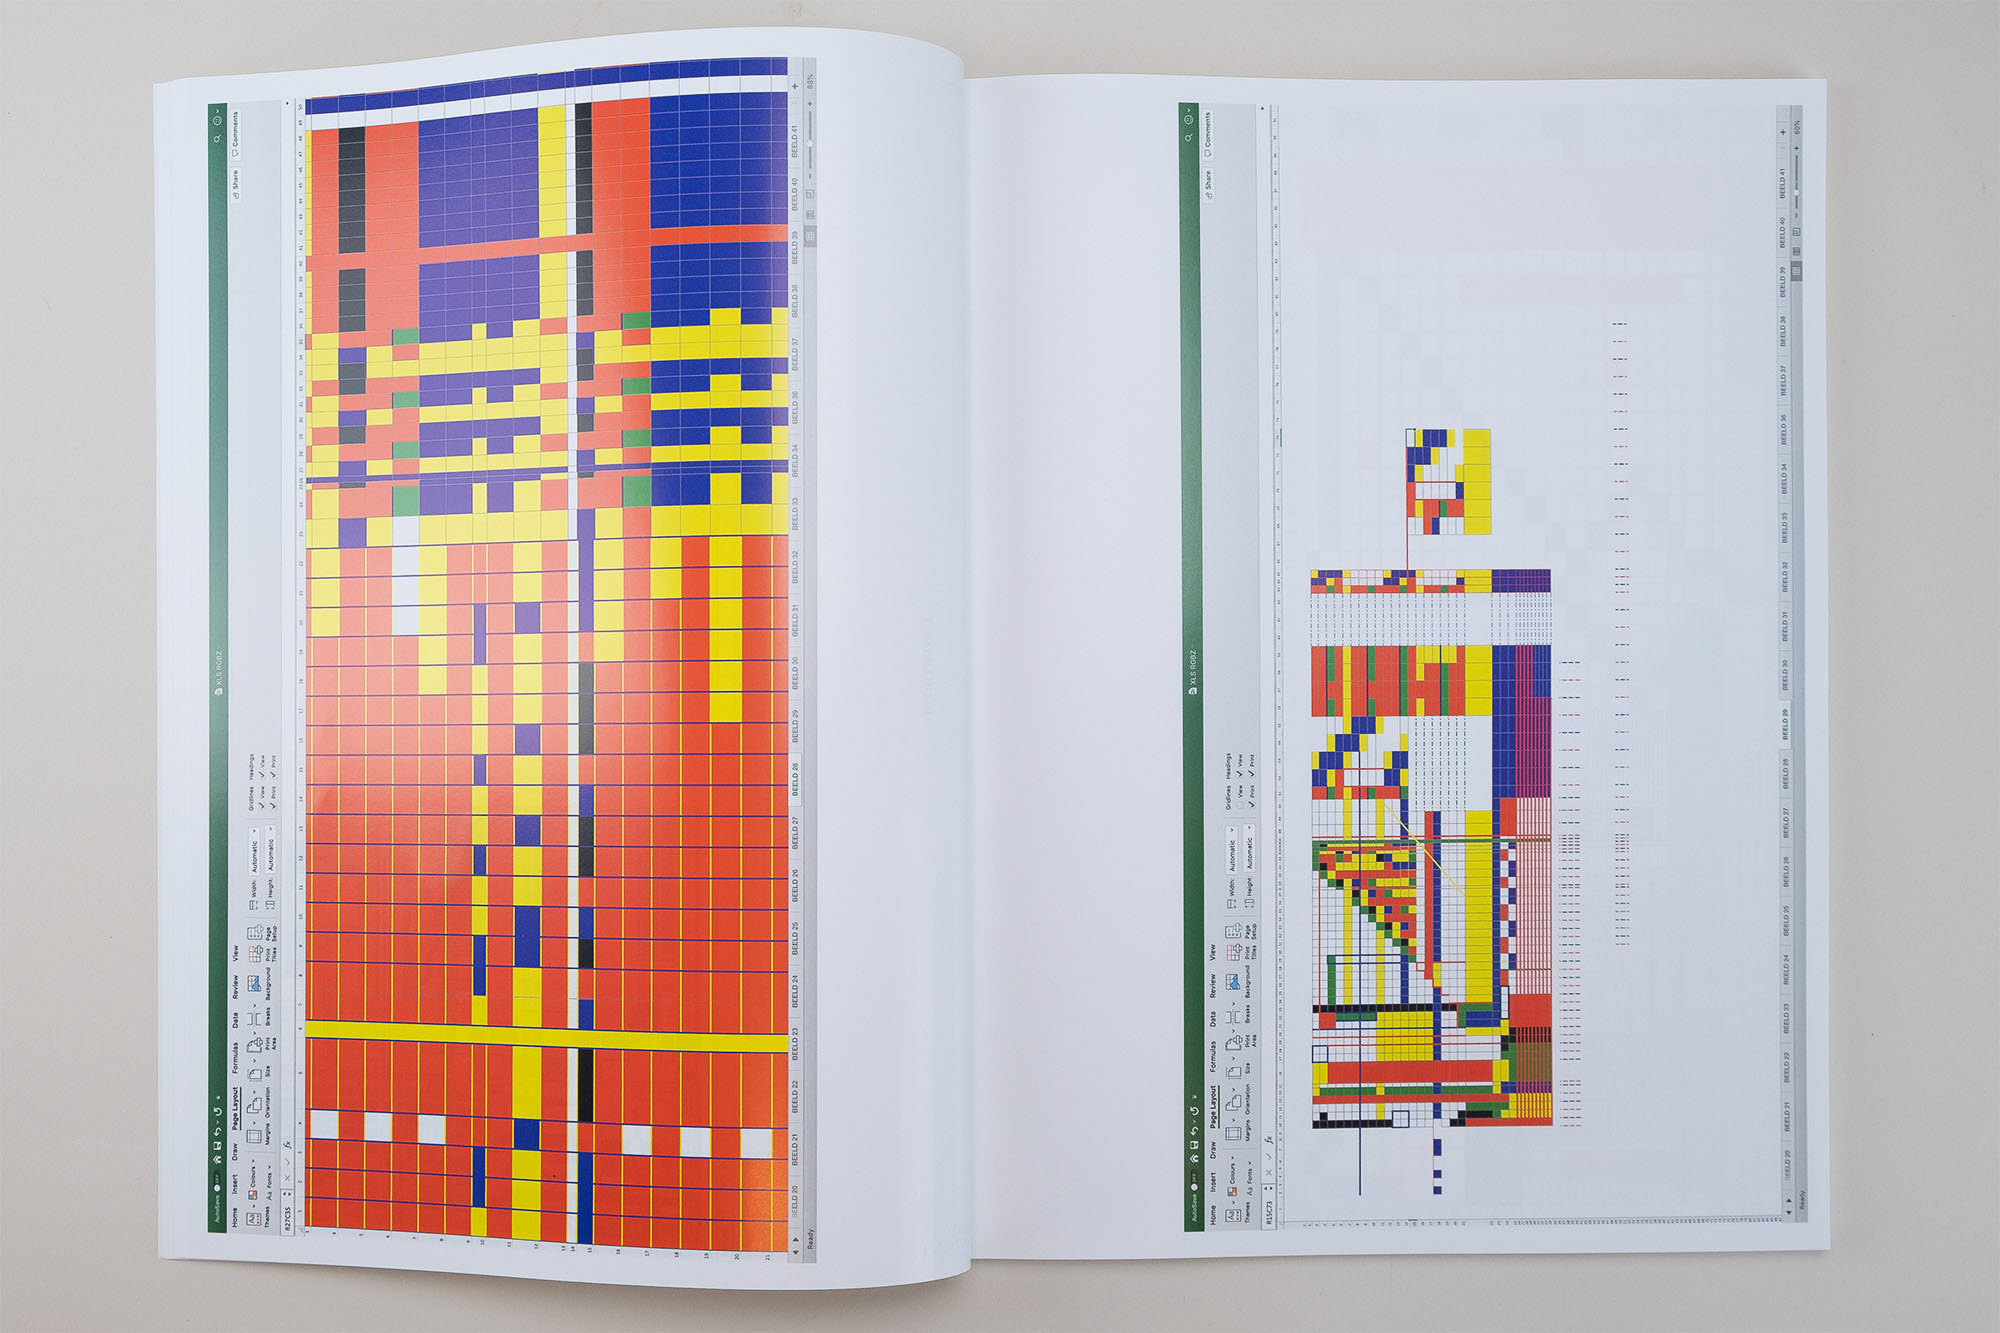 AutoSave OFF
XLS RGBZ
Home Insert Draw Page Layout Formulas Data Review View
Share Comments
Aa Colours
Themes Aa Fonts
Margins Orientation Size Print Area Breaks Background Print Titles Page Setup
Width: Automatic
Height: Automatic
Gridlines Headings
View View
Print Print
R27C35 fx
BEELD 20 BEELD 21 BEELD 22 BEELD 23 BEELD 24 BEELD 25 BEELD 26 BEELD 27 BEELD 28 BEELD 29 BEELD 30 BEELD 31 BEELD 32 BEELD 33 BEELD 34 BEELD 36 BEELD 37 BEELD 38 BEELD 39 BEELD 40 BEELD 41 +
Ready 88%
AutoSave OFF
XLS RGBZ
Home Insert Draw Page Layout Formulas Data Review View
Share Comments
Aa Colours
Themes Aa Fonts
Margins Orientation Size Print Area Breaks Background Print Titles Page Setup
Width: Automatic
Height: Automatic
Gridlines Headings
View View
Print Print
R15C73 fx
BEELD 20 BEELD 21 BEELD 22 BEELD 23 BEELD 24 BEELD 25 BEELD 26 BEELD 27 BEELD 28 BEELD 29 BEELD 30 BEELD 31 BEELD 32 BEELD 33 BEELD 34 BEELD 36 BEELD 37 BEELD 38 BEELD 39 BEELD 40 BEELD 41 +
Ready 60%